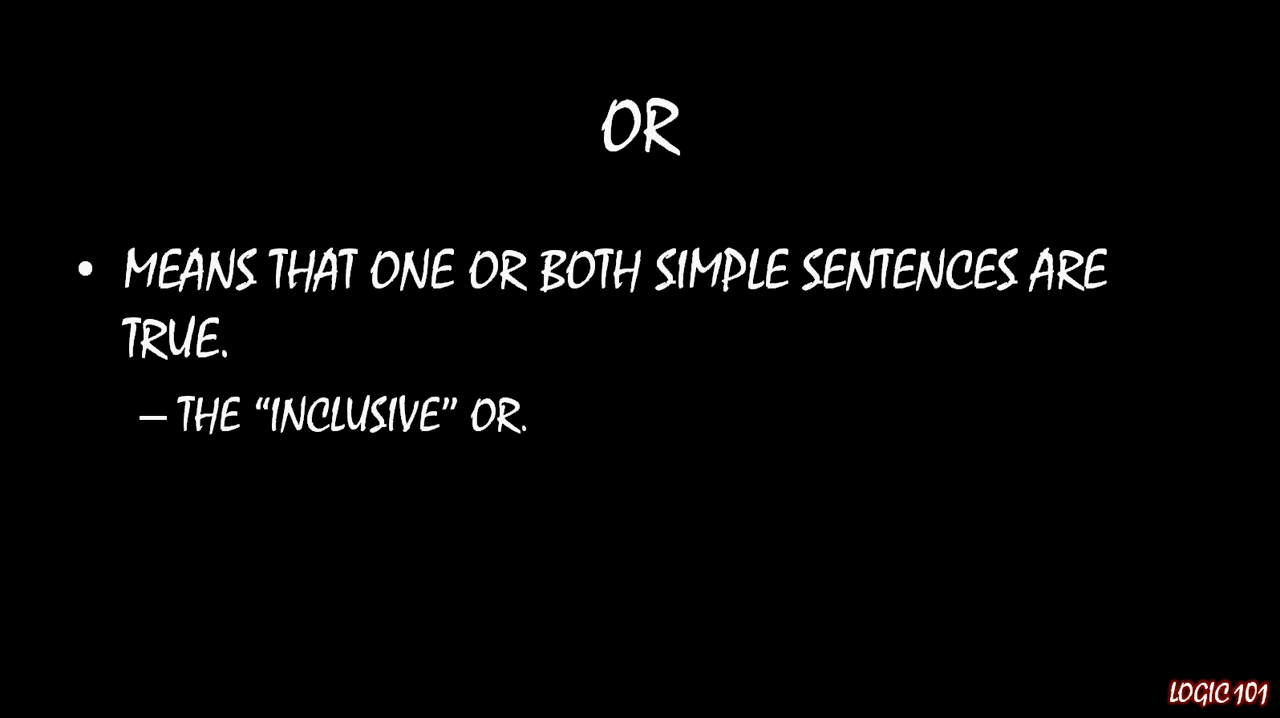 OR
• MEANS THAT ONE OR BOTH SIMPLE SENTENCES ARE
TRUE.
– THE “INCLUSIVE” OR.
LOGIC 101